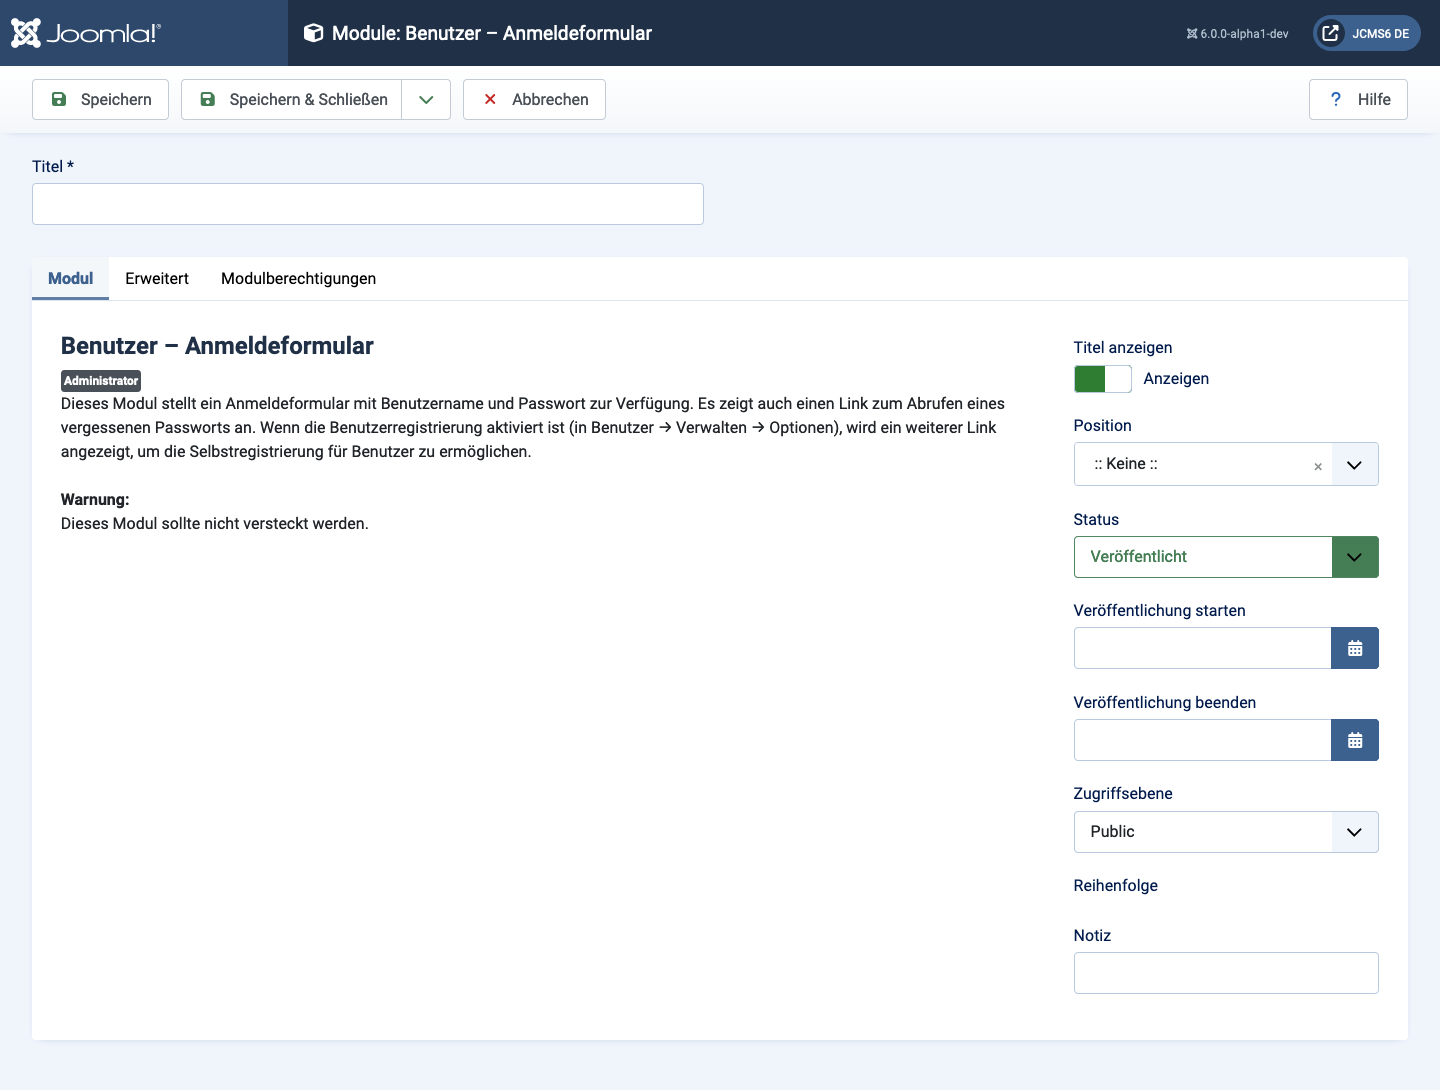 Joomla!®
Module: Benutzer – Anmeldeformular
6.0.0-alpha1-dev
JCMS6 DE
Speichern
Speichern & Schließen
Abbrechen
? Hilfe
Titel *
Modul
Erweitert
Modulberechtigungen
Benutzer – Anmeldeformular
Administrator
Dieses Modul stellt ein Anmeldeformular mit Benutzername und Passwort zur Verfügung. Es zeigt auch einen Link zum Abrufen eines
vergessenen Passworts an. Wenn die Benutzerregistrierung aktiviert ist (in Benutzer → Verwalten → Optionen), wird ein weiterer Link
angezeigt, um die Selbstregistrierung für Benutzer zu ermöglichen.
Warnung:
Dieses Modul sollte nicht versteckt werden.
Titel anzeigen
Anzeigen
Position
:: Keine :: ×
Status
Veröffentlicht
Veröffentlichung starten
Veröffentlichung beenden
Zugriffsebene
Public
Reihenfolge
Notiz